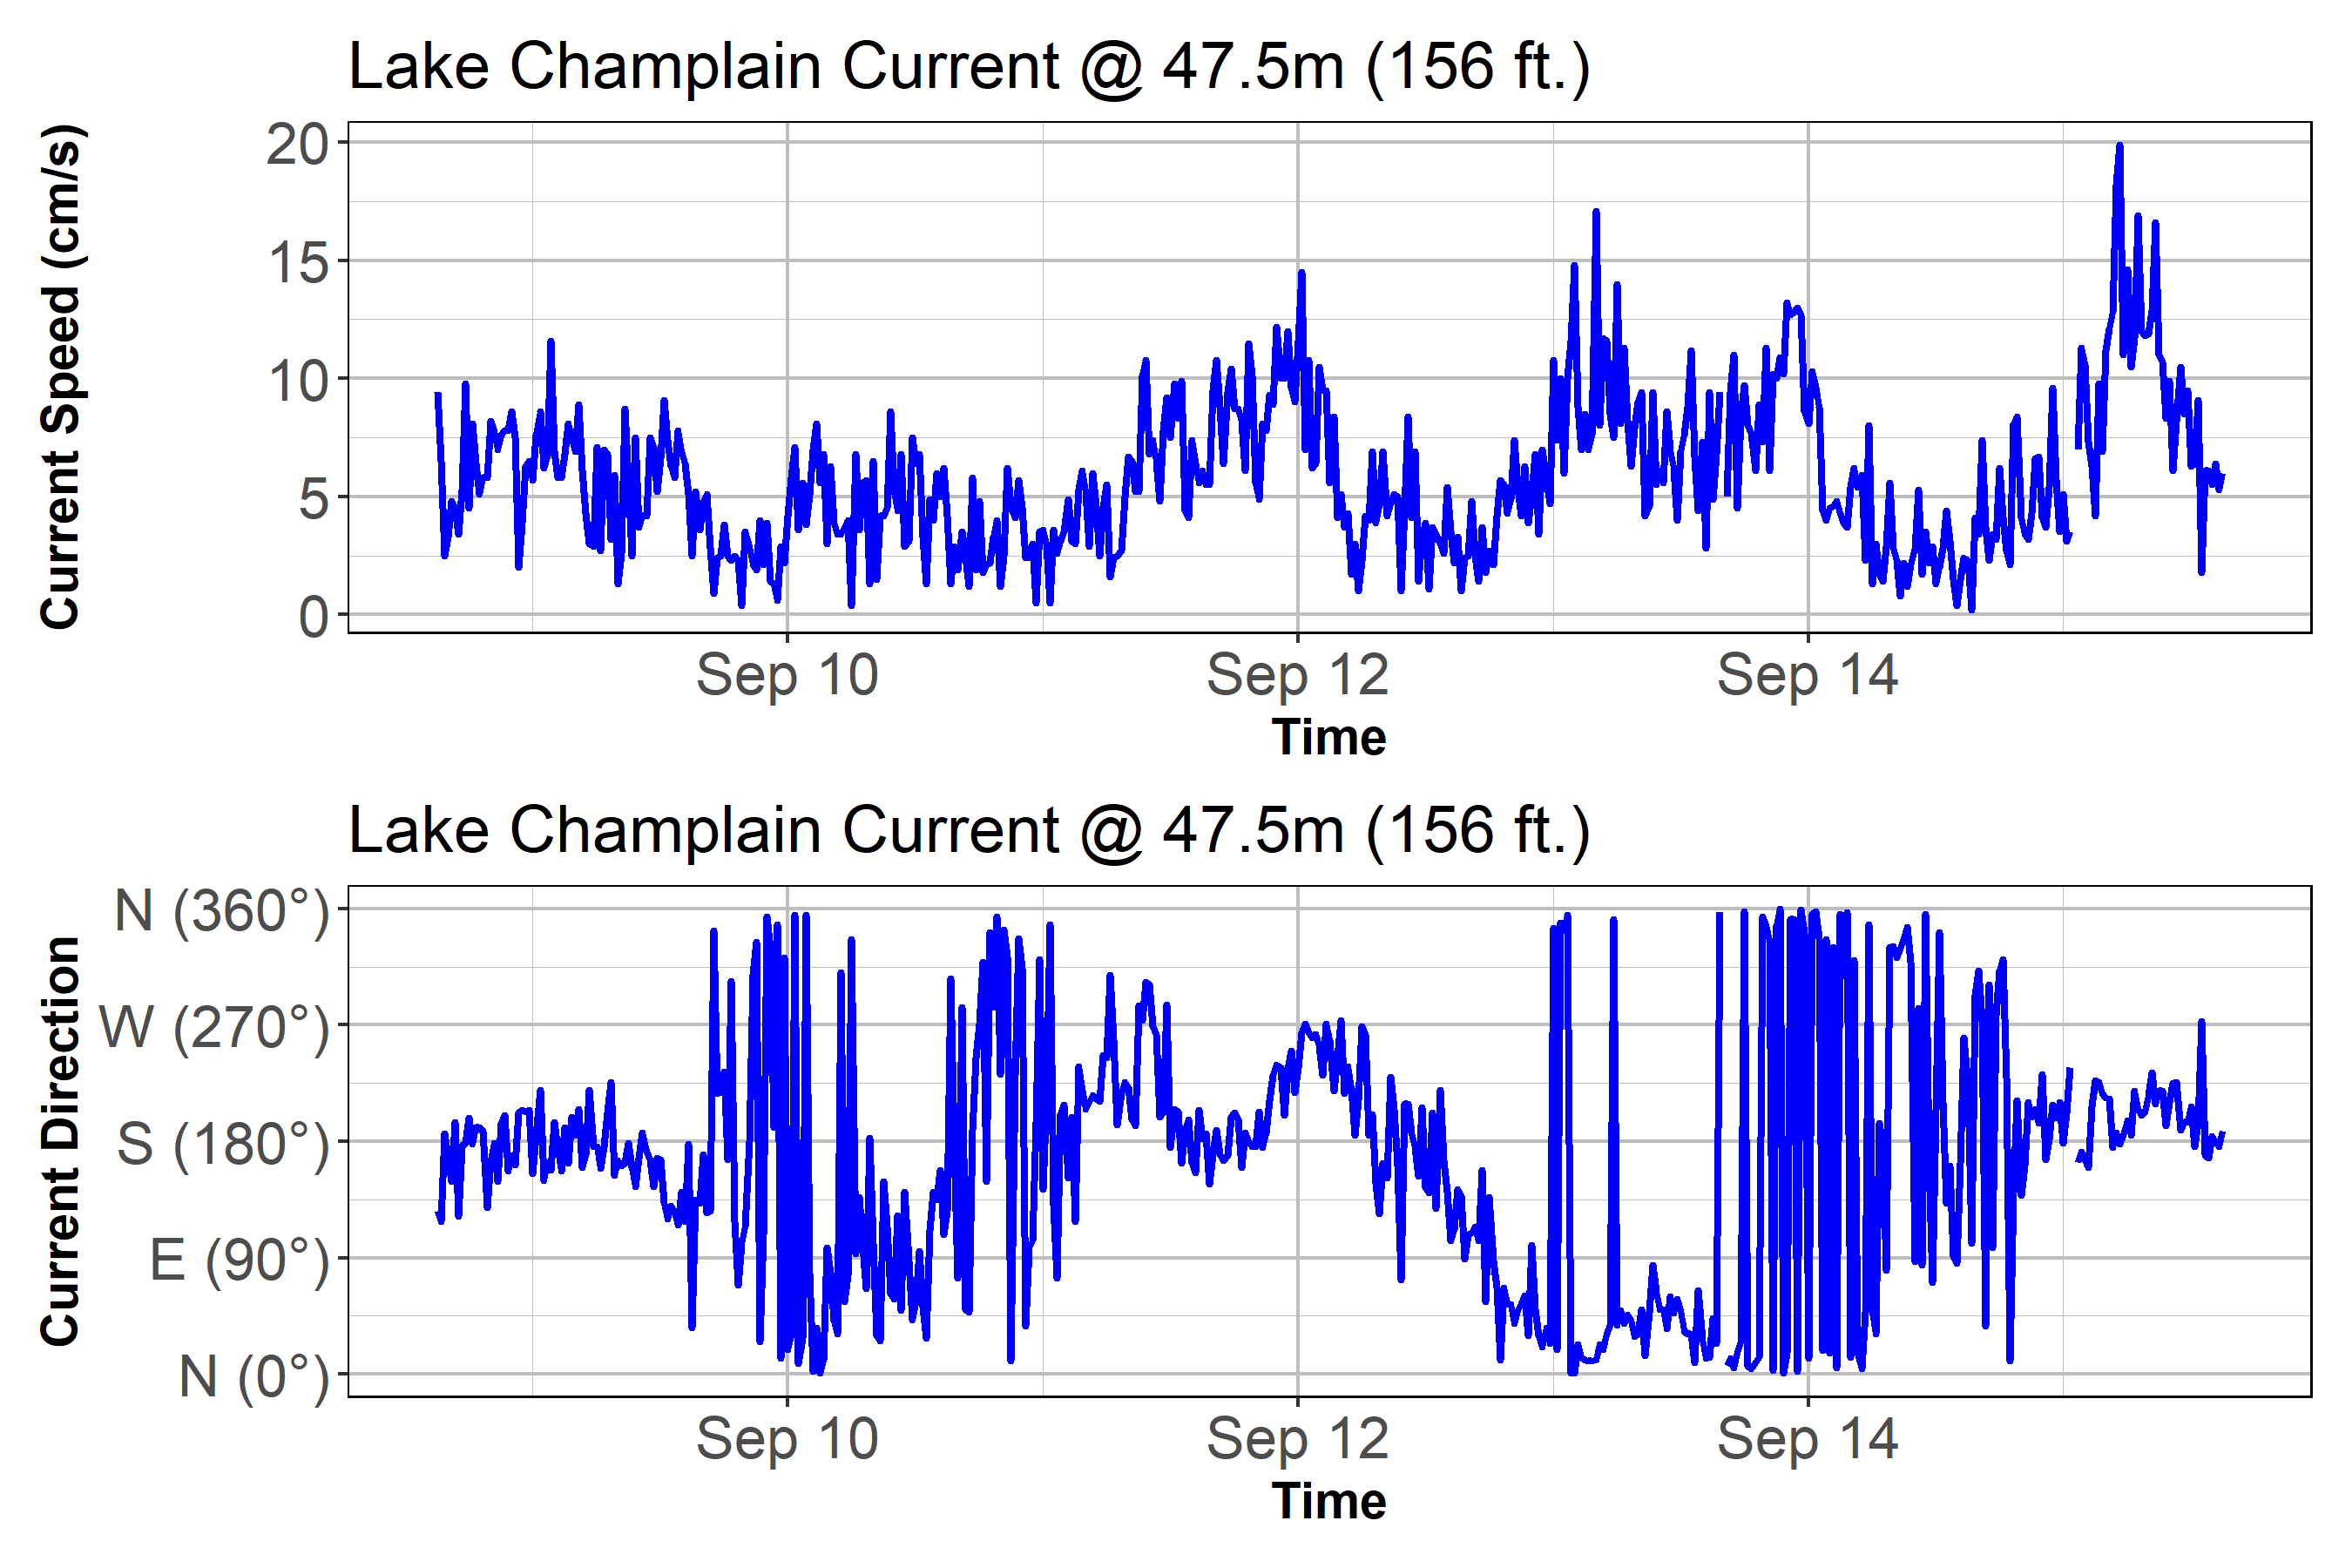 Lake Champlain Current @ 47.5m (156 ft.)
Current Speed (cm/s)
20
15
10
5
0
Sep 10 Sep 12 Sep 14
Time
Lake Champlain Current @ 47.5m (156 ft.)
Current Direction
N (360°)
W (270°)
S (180°)
E (90°)
N (0°)
Sep 10 Sep 12 Sep 14
Time